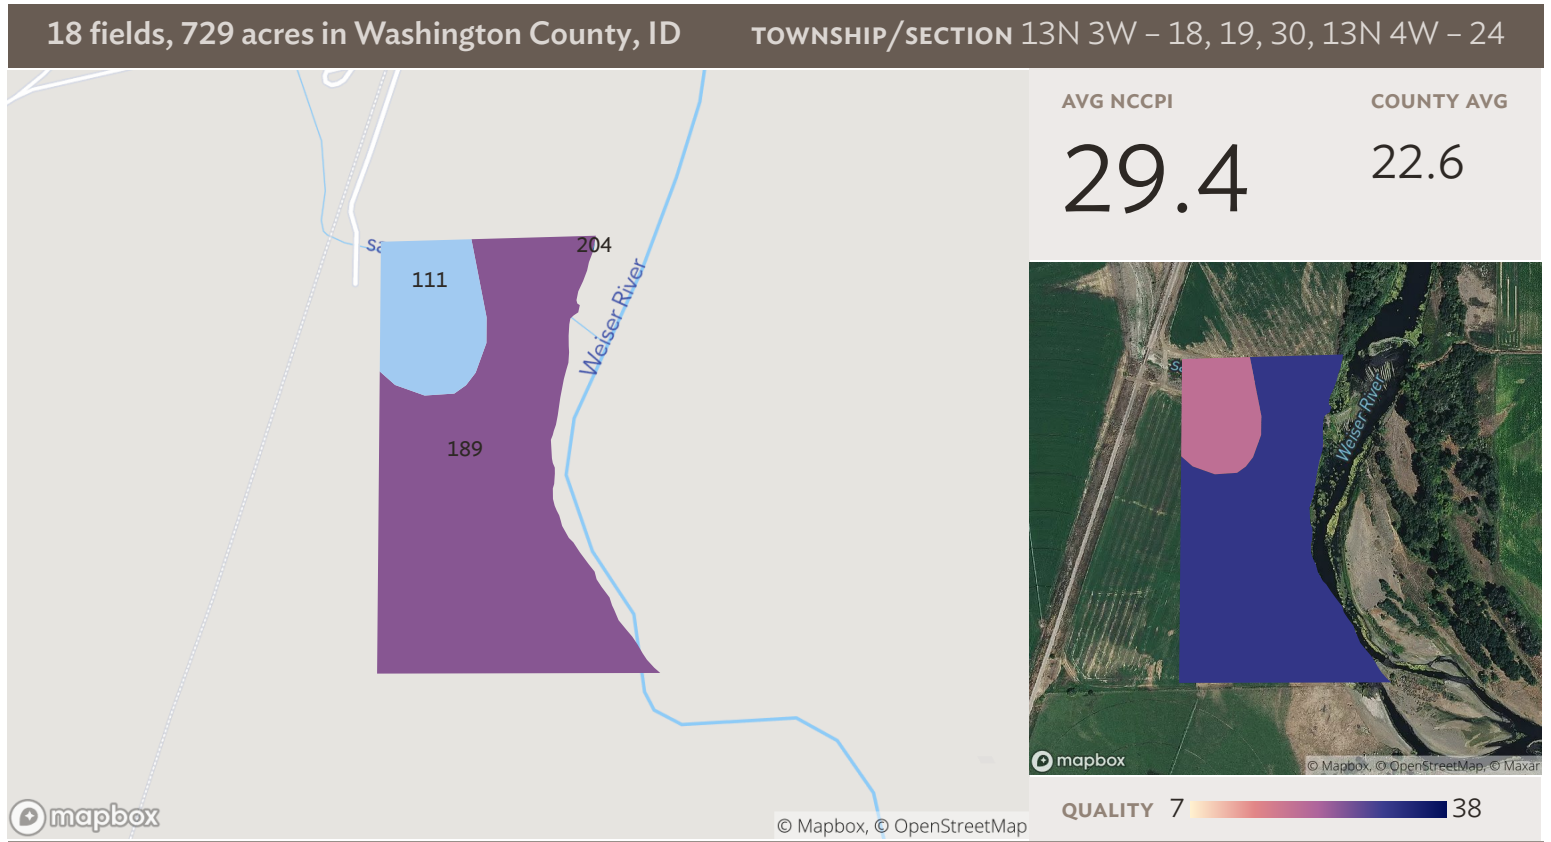 18 fields, 729 acres in Washington County, ID
TOWNSHIP/SECTION 13N 3W – 18, 19, 30, 13N 4W – 24
AVG NCCPI
COUNTY AVG
29.4
22.6
sa
204
111
Weiser River
189
mapbox
© Mapbox, © OpenStreetMap
Sa
Weiser River
mapbox
© Mapbox, © OpenStreetMap, © Maxar
QUALITY 7 38